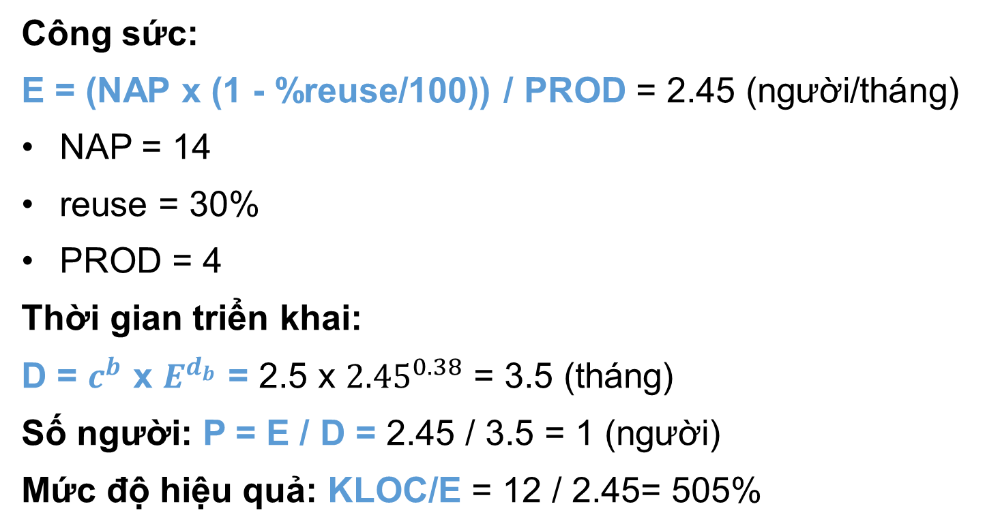 Công sức:
E = (NAP x (1 - %reuse/100)) / PROD = 2.45 (người/tháng)
• NAP = 14
• reuse = 30%
• PROD = 4
Thời gian triển khai:
D = c^b x E^{d_b} = 2.5 x 2.45^{0.38} = 3.5 (tháng)
Số người: P = E / D = 2.45 / 3.5 = 1 (người)
Mức độ hiệu quả: KLOC/E = 12 / 2.45= 505%